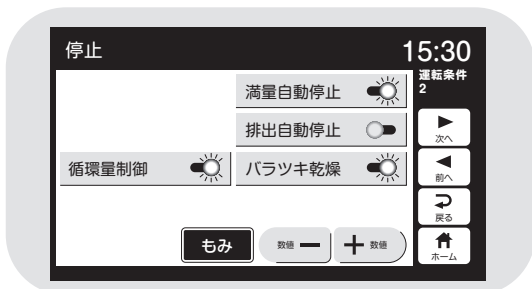 停止
15:30
運転条件
2
満量自動停止
排出自動停止
循環量制御
バラツキ乾燥
もみ
数値 ー
＋ 数値
次へ
前へ
戻る
ホーム